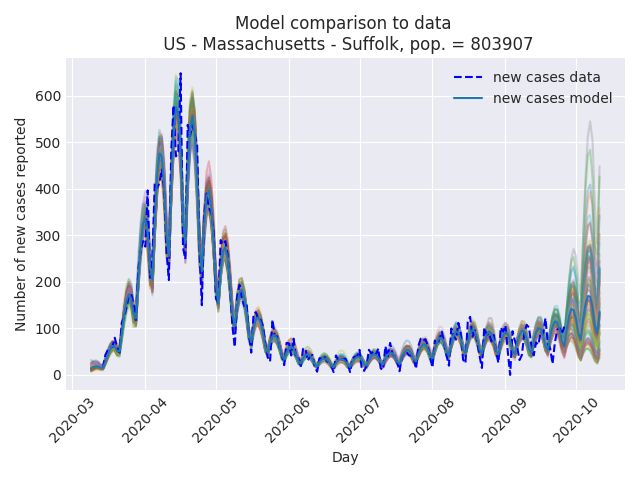 Model comparison to data
US - Massachusetts - Suffolk, pop. = 803907
new cases data
new cases model
Number of new cases reported
600
500
400
300
200
100
0
2020-03
2020-04
2020-05
2020-06
2020-07
2020-08
2020-09
2020-10
Day